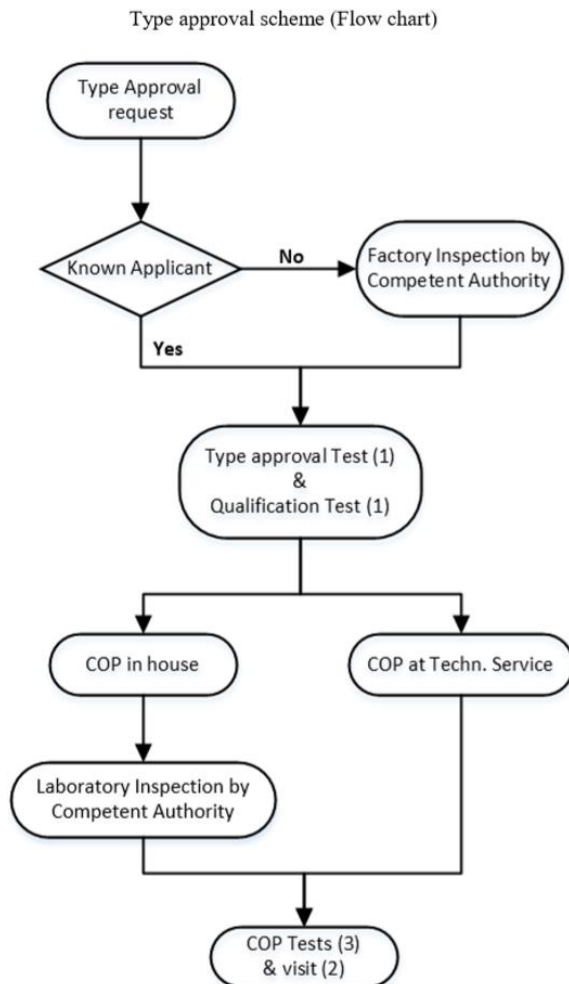 Type approval scheme (Flow chart)
Type Approval
request
Known Applicant
No
Factory Inspection by
Competent Authority
Yes
Type approval Test (1)
&
Qualification Test (1)
COP in house
COP at Techn. Service
Laboratory Inspection by
Competent Authority
COP Tests (3)
& visit (2)